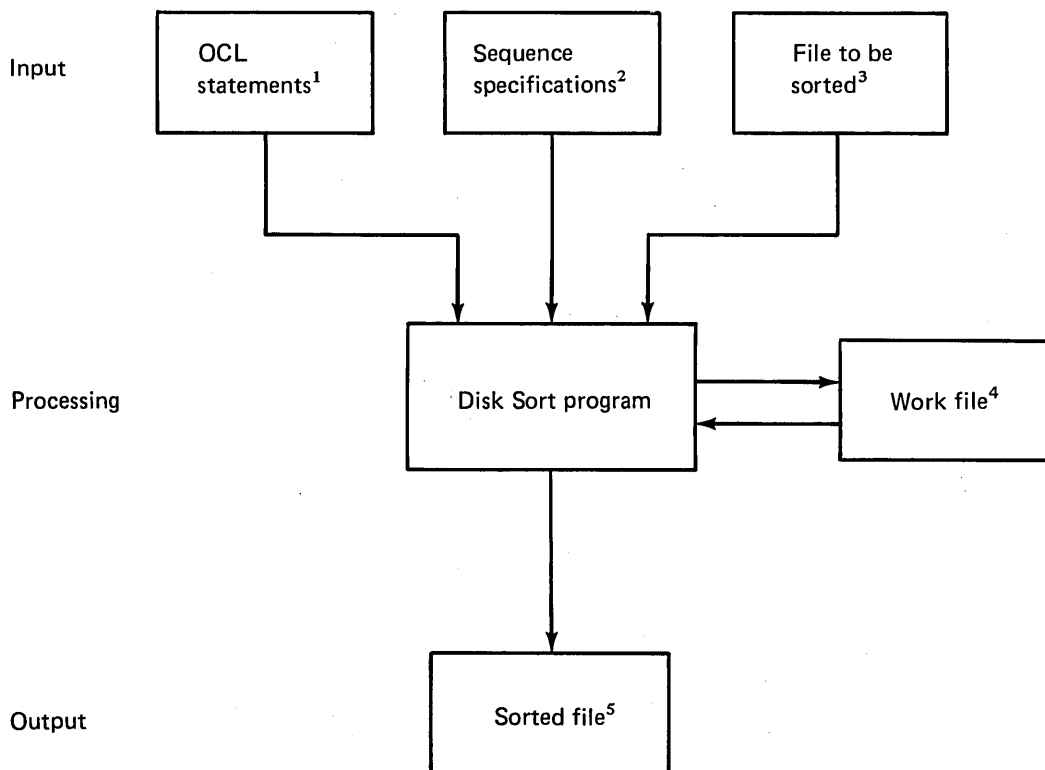 Input
OCL
statements¹
Sequence
specifications²
File to be
sorted³
Processing
Disk Sort program
Work file⁴
Output
Sorted file⁵